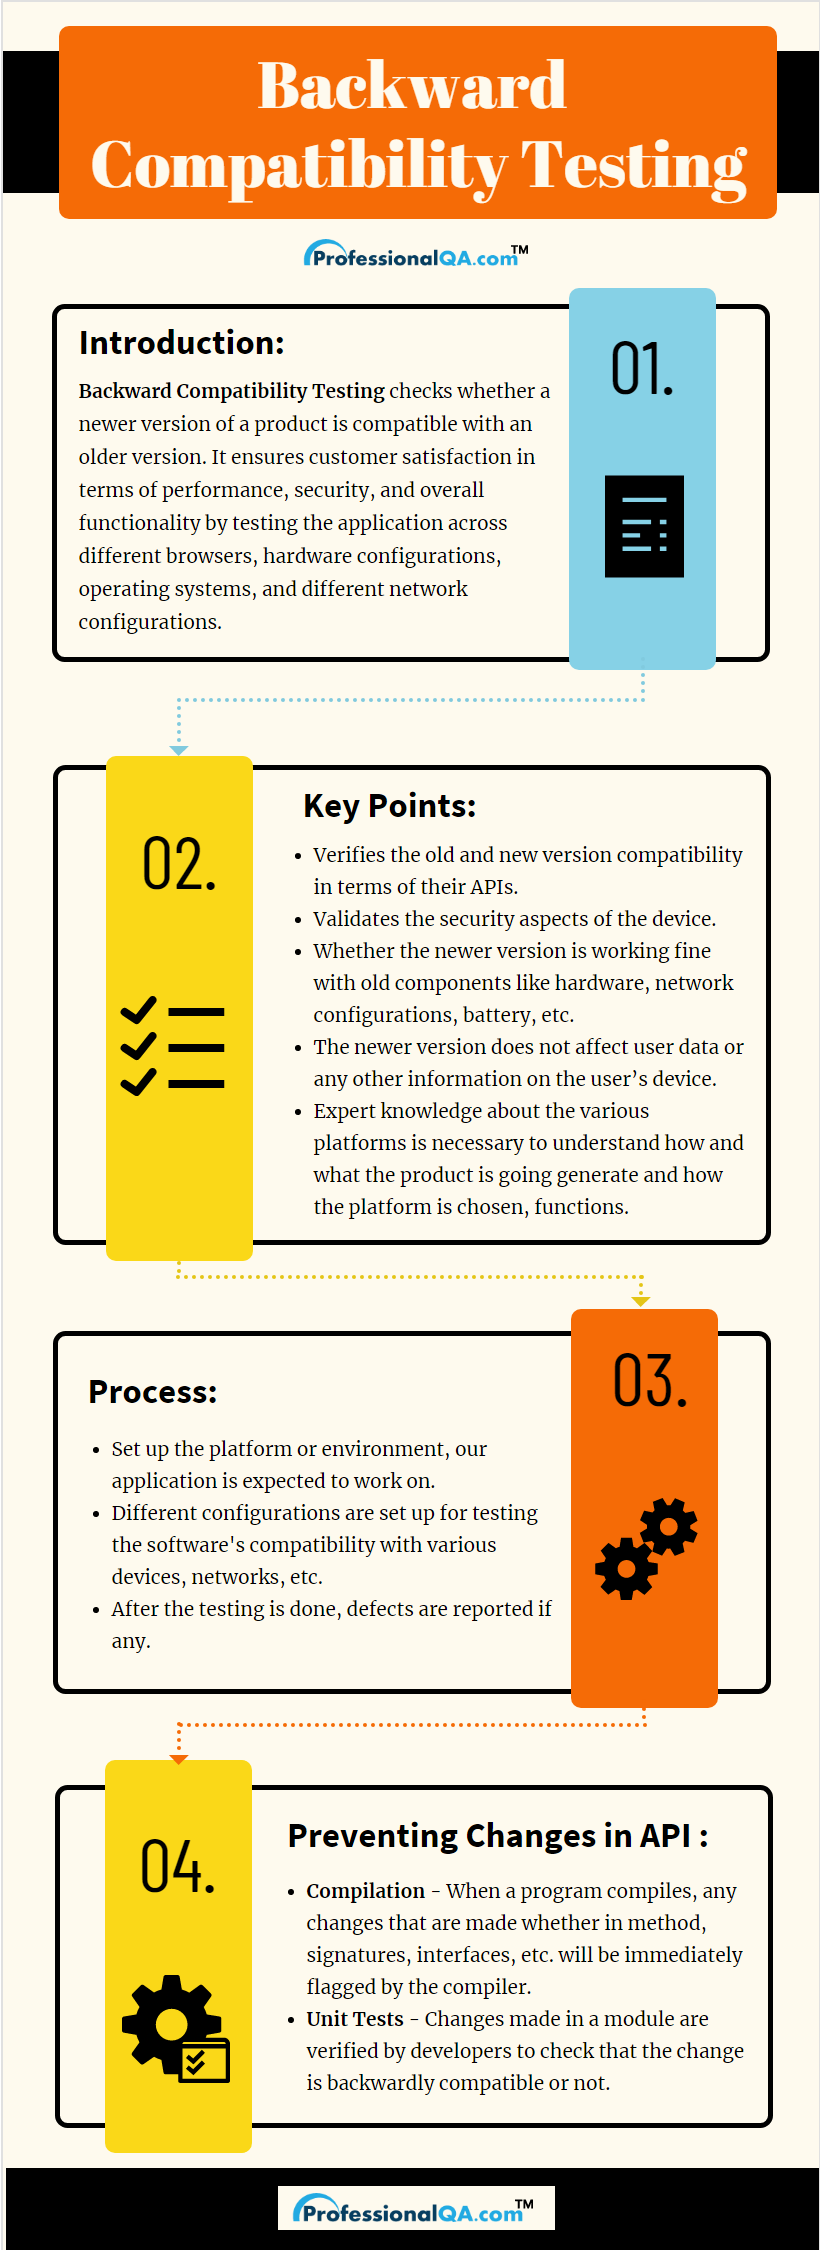 Backward
Compatibility Testing
ProfessionalQA.com™
Introduction:
01.
Backward Compatibility Testing checks whether a
newer version of a product is compatible with an
older version. It ensures customer satisfaction in
terms of performance, security, and overall
functionality by testing the application across
different browsers, hardware configurations,
operating systems, and different network
configurations.
02.
Key Points:
• Verifies the old and new version compatibility
in terms of their APIs.
• Validates the security aspects of the device.
• Whether the newer version is working fine
with old components like hardware, network
configurations, battery, etc.
• The newer version does not affect user data or
any other information on the user’s device.
• Expert knowledge about the various
platforms is necessary to understand how and
what the product is going generate and how
the platform is chosen, functions.
03.
Process:
• Set up the platform or environment, our
application is expected to work on.
• Different configurations are set up for testing
the software's compatibility with various
devices, networks, etc.
• After the testing is done, defects are reported if
any.
04.
Preventing Changes in API :
• Compilation - When a program compiles, any
changes that are made whether in method,
signatures, interfaces, etc. will be immediately
flagged by the compiler.
• Unit Tests - Changes made in a module are
verified by developers to check that the change
is backwardly compatible or not.
ProfessionalQA.com™